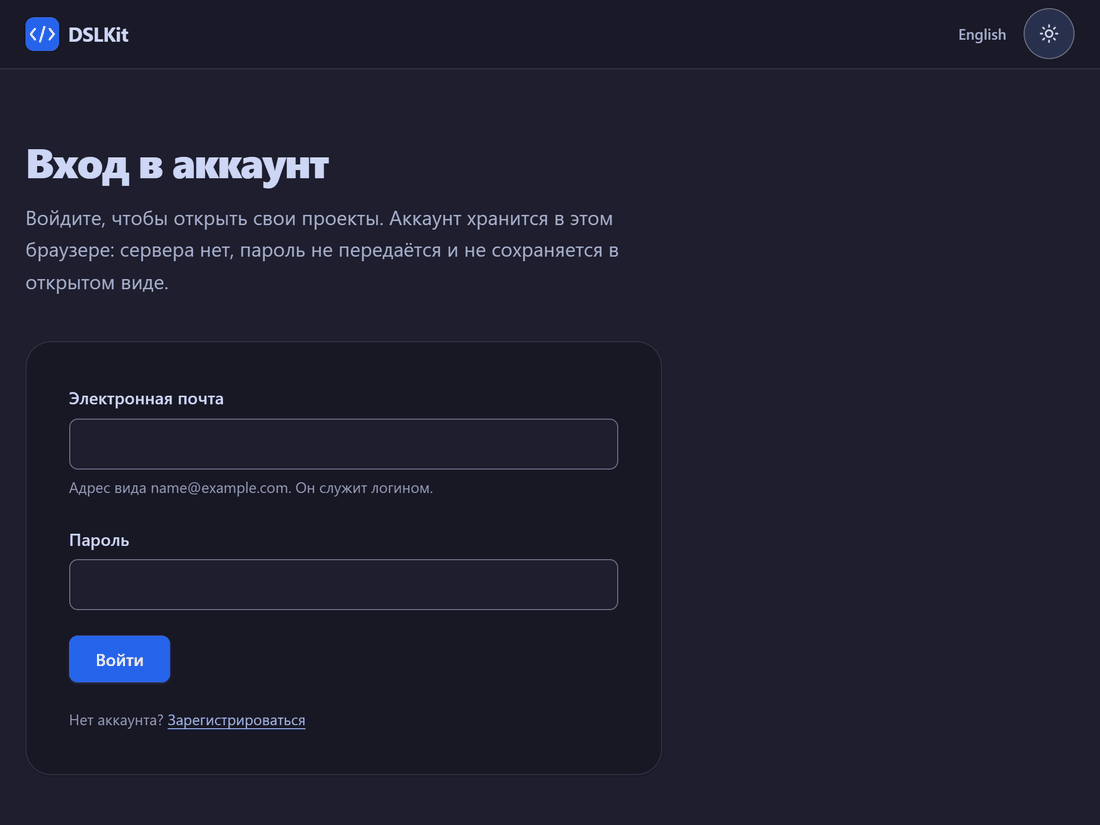 DSLKit
English
Вход в аккаунт
Войдите, чтобы открыть свои проекты. Аккаунт хранится в этом
браузере: сервера нет, пароль не передаётся и не сохраняется в
открытом виде.
Электронная почта
Адрес вида name@example.com. Он служит логином.
Пароль
Войти
Нет аккаунта? Зарегистрироваться